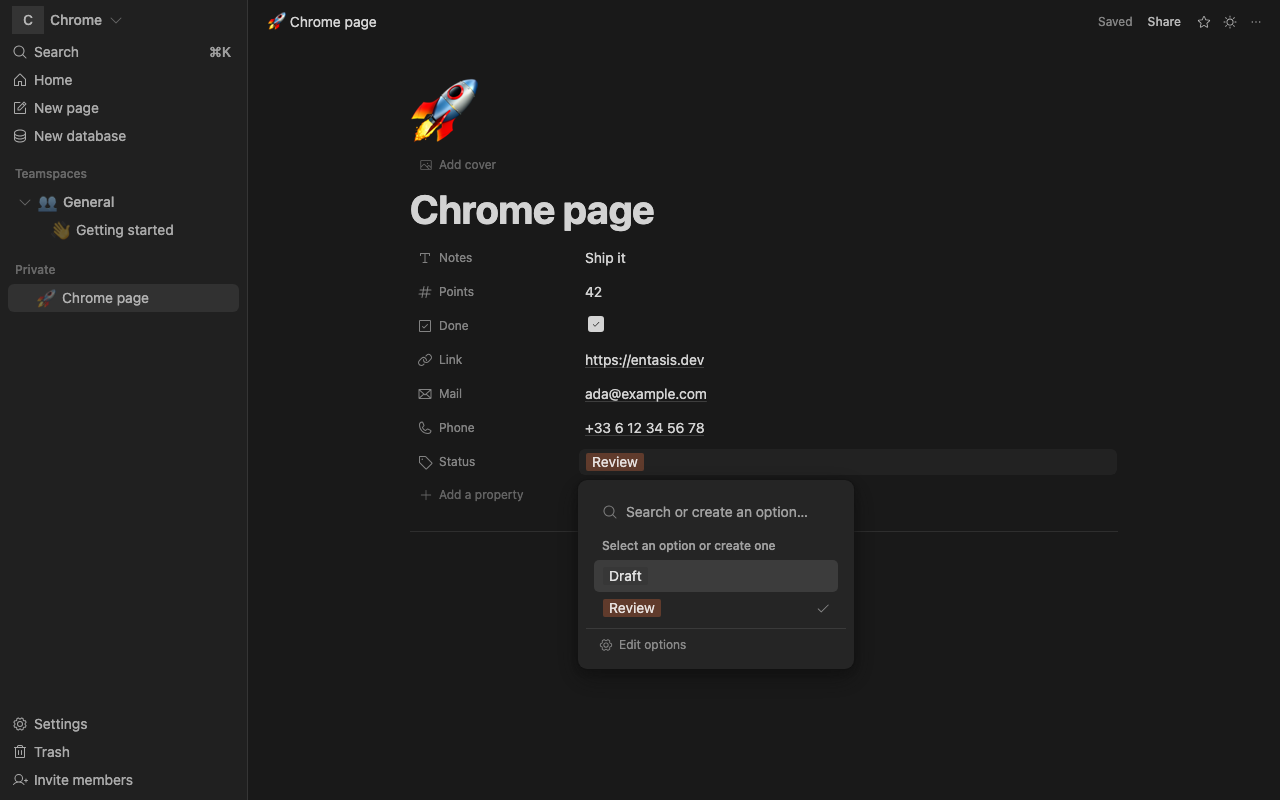 C Chrome
Search ⌘K
Home
New page
New database
Teamspaces
General
Getting started
Private
Chrome page
Settings
Trash
Invite members
Chrome page
Saved Share
Add cover
Chrome page
Notes Ship it
Points 42
Done
Link https://entasis.dev
Mail ada@example.com
Phone +33 6 12 34 56 78
Status Review
Add a property
Search or create an option...
Select an option or create one
Draft
Review
Edit options